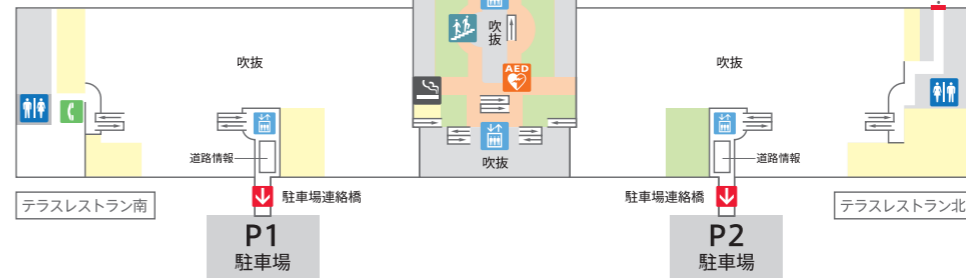 吹抜
吹抜
AED
吹抜
吹抜
道路情報
道路情報
駐車場連絡橋
駐車場連絡橋
テラスレストラン南
テラスレストラン北
P1
駐車場
P2
駐車場